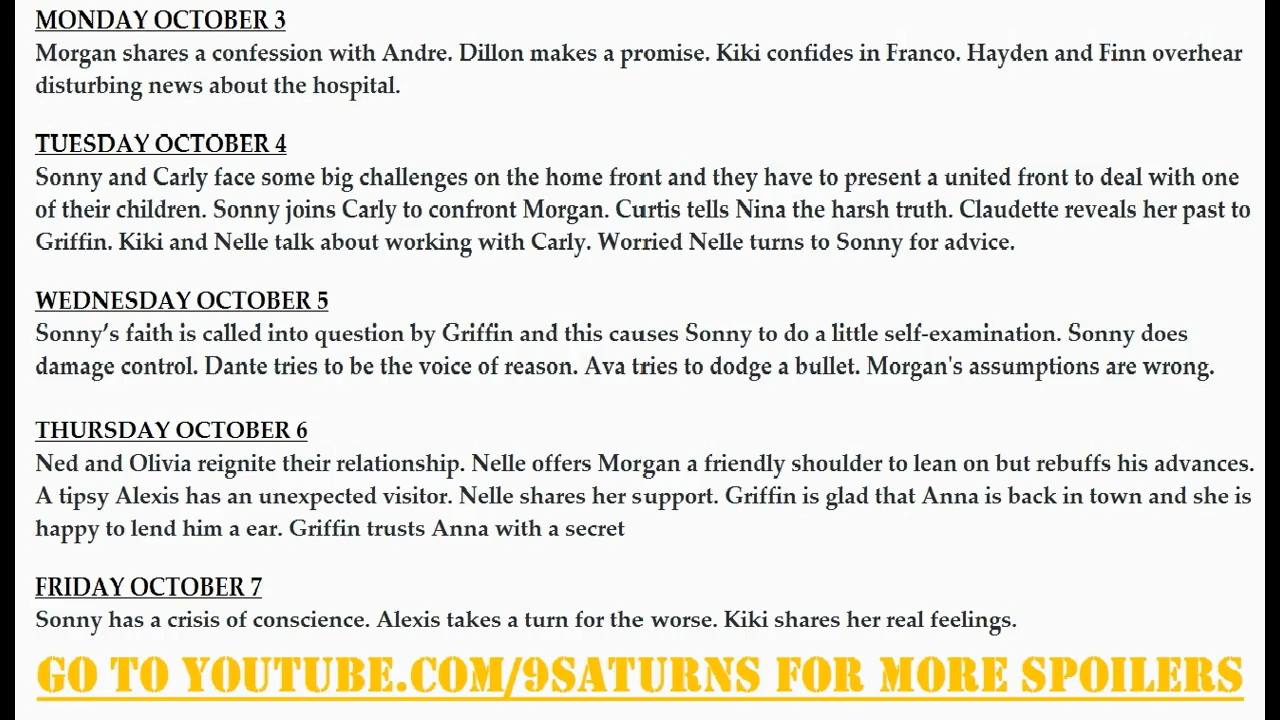 MONDAY OCTOBER 3
Morgan shares a confession with Andre. Dillon makes a promise. Kiki confides in Franco. Hayden and Finn overhear
disturbing news about the hospital.
TUESDAY OCTOBER 4
Sonny and Carly face some big challenges on the home front and they have to present a united front to deal with one
of their children. Sonny joins Carly to confront Morgan. Curtis tells Nina the harsh truth. Claudette reveals her past to
Griffin. Kiki and Nelle talk about working with Carly. Worried Nelle turns to Sonny for advice.
WEDNESDAY OCTOBER 5
Sonny’s faith is called into question by Griffin and this causes Sonny to do a little self-examination. Sonny does
damage control. Dante tries to be the voice of reason. Ava tries to dodge a bullet. Morgan's assumptions are wrong.
THURSDAY OCTOBER 6
Ned and Olivia reignite their relationship. Nelle offers Morgan a friendly shoulder to lean on but rebuffs his advances.
A tipsy Alexis has an unexpected visitor. Nelle shares her support. Griffin is glad that Anna is back in town and she is
happy to lend him a ear. Griffin trusts Anna with a secret
FRIDAY OCTOBER 7
Sonny has a crisis of conscience. Alexis takes a turn for the worse. Kiki shares her real feelings.
GO TO YOUTUBE.COM/9SATURNS FOR MORE SPOILERS